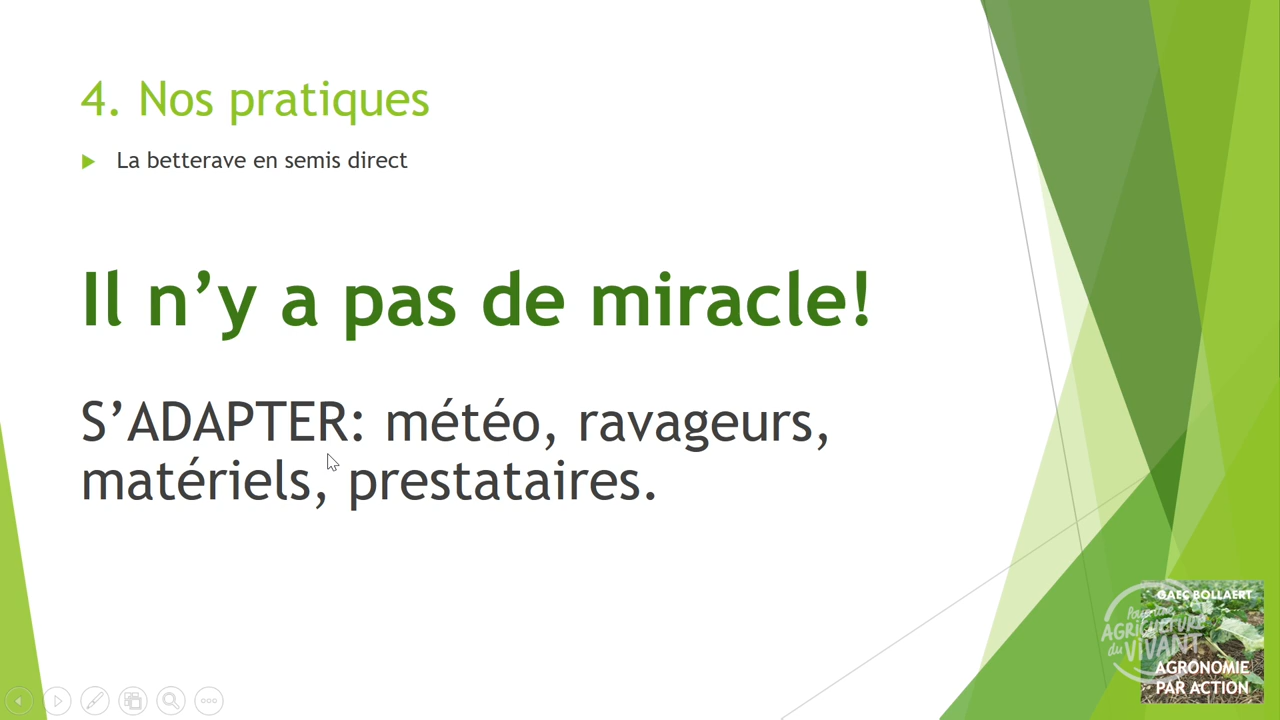 4. Nos pratiques
La betterave en semis direct
Il n’y a pas de miracle!
S’ADAPTER: météo, ravageurs,
matériels, prestataires.
GAEC BOLLAERT
Pour une
AGRICULTURE
du VIVANT
AGRONOMIE
PAR ACTION